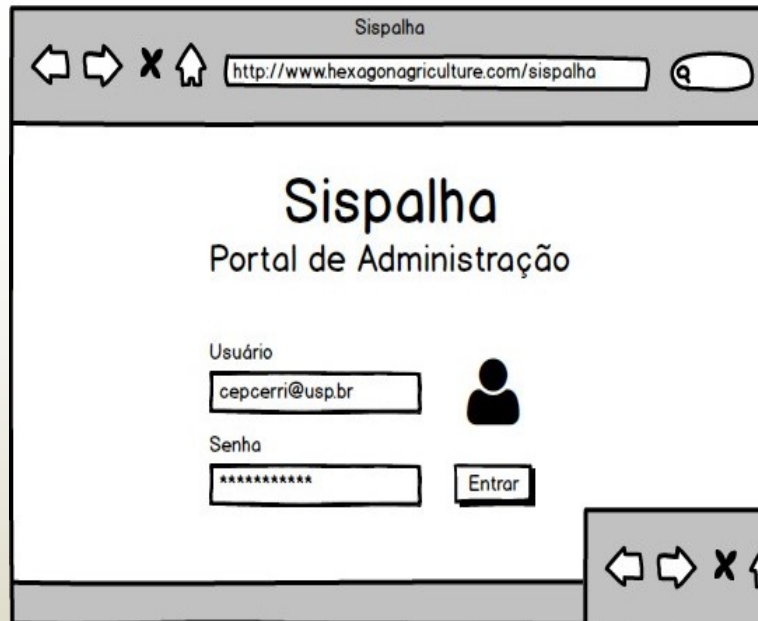 Sispalha
http://www.hexagonagriculture.com/sispalha
Sispalha
Portal de Administração
Usuário
cepcerri@usp.br
Senha
***********
Entrar